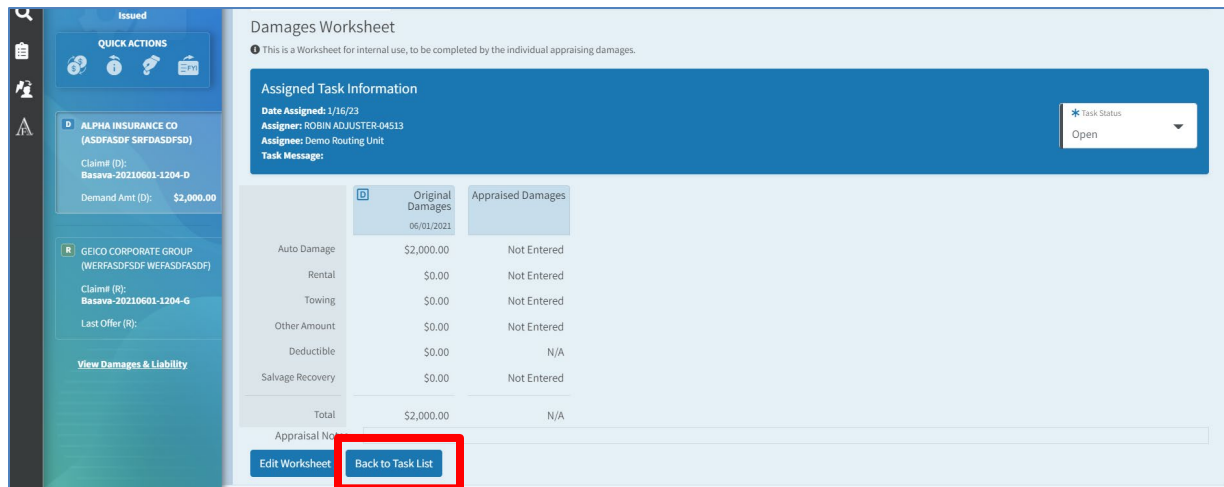 Issued
QUICK ACTIONS
FYI
D ALPHA INSURANCE CO
(ASDFASDF SRFDASDFSD)
Claim# (D):
Basava-20210601-1204-D
Demand Amt (D): $2,000.00
R GEICO CORPORATE GROUP
(WERFASDFSDF WEFASDFASDF)
Claim# (R):
Basava-20210601-1204-G
Last Offer (R):
View Damages & Liability
Damages Worksheet
This is a Worksheet for internal use, to be completed by the individual appraising damages.
Assigned Task Information
Date Assigned: 1/16/23
Assigner: ROBIN ADJUSTER-04513
Assignee: Demo Routing Unit
Task Message:
* Task Status
Open
D Original Damages Appraised Damages
06/01/2021
Auto Damage $2,000.00 Not Entered
Rental $0.00 Not Entered
Towing $0.00 Not Entered
Other Amount $0.00 Not Entered
Deductible $0.00 N/A
Salvage Recovery $0.00 Not Entered
Total $2,000.00 N/A
Appraisal Note
Edit Worksheet Back to Task List